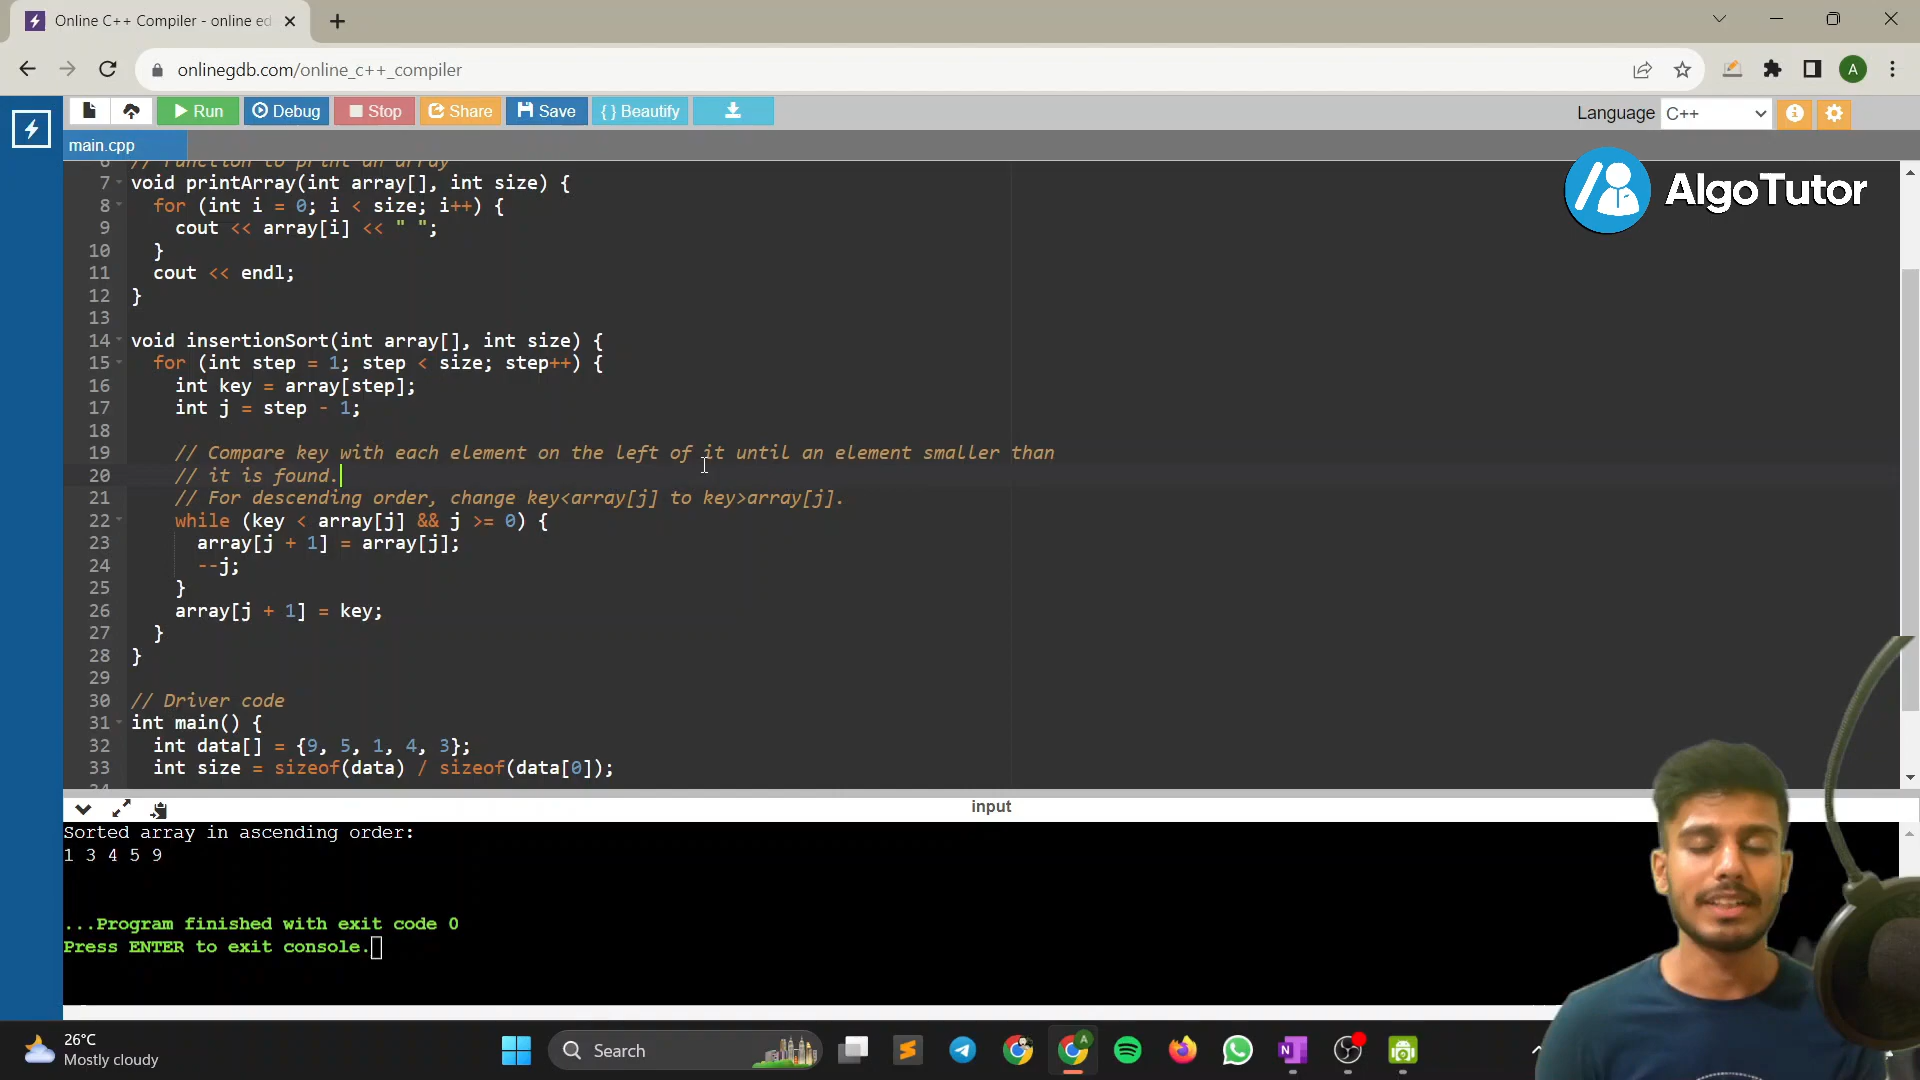 Online C++ Compiler - online ed
onlinegdb.com/online_c++_compiler
A
Run
Debug
Stop
Share
Save
{ } Beautify
Language C++
main.cpp
AlgoTutor
6 // Function to print an array
7 void printArray(int array[], int size) {
8 for (int i = 0; i < size; i++) {
9 cout << array[i] << " ";
10 }
11 cout << endl;
12 }
13
14 void insertionSort(int array[], int size) {
15 for (int step = 1; step < size; step++) {
16 int key = array[step];
17 int j = step - 1;
18
19 // Compare key with each element on the left of it until an element smaller than
20 // it is found.
21 // For descending order, change key<array[j] to key>array[j].
22 while (key < array[j] && j >= 0) {
23 array[j + 1] = array[j];
24 --j;
25 }
26 array[j + 1] = key;
27 }
28 }
29
30 // Driver code
31 int main() {
32 int data[] = {9, 5, 1, 4, 3};
33 int size = sizeof(data) / sizeof(data[0]);
input
Sorted array in ascending order:
1 3 4 5 9
...Program finished with exit code 0
Press ENTER to exit console.
26°C
Mostly cloudy
Search